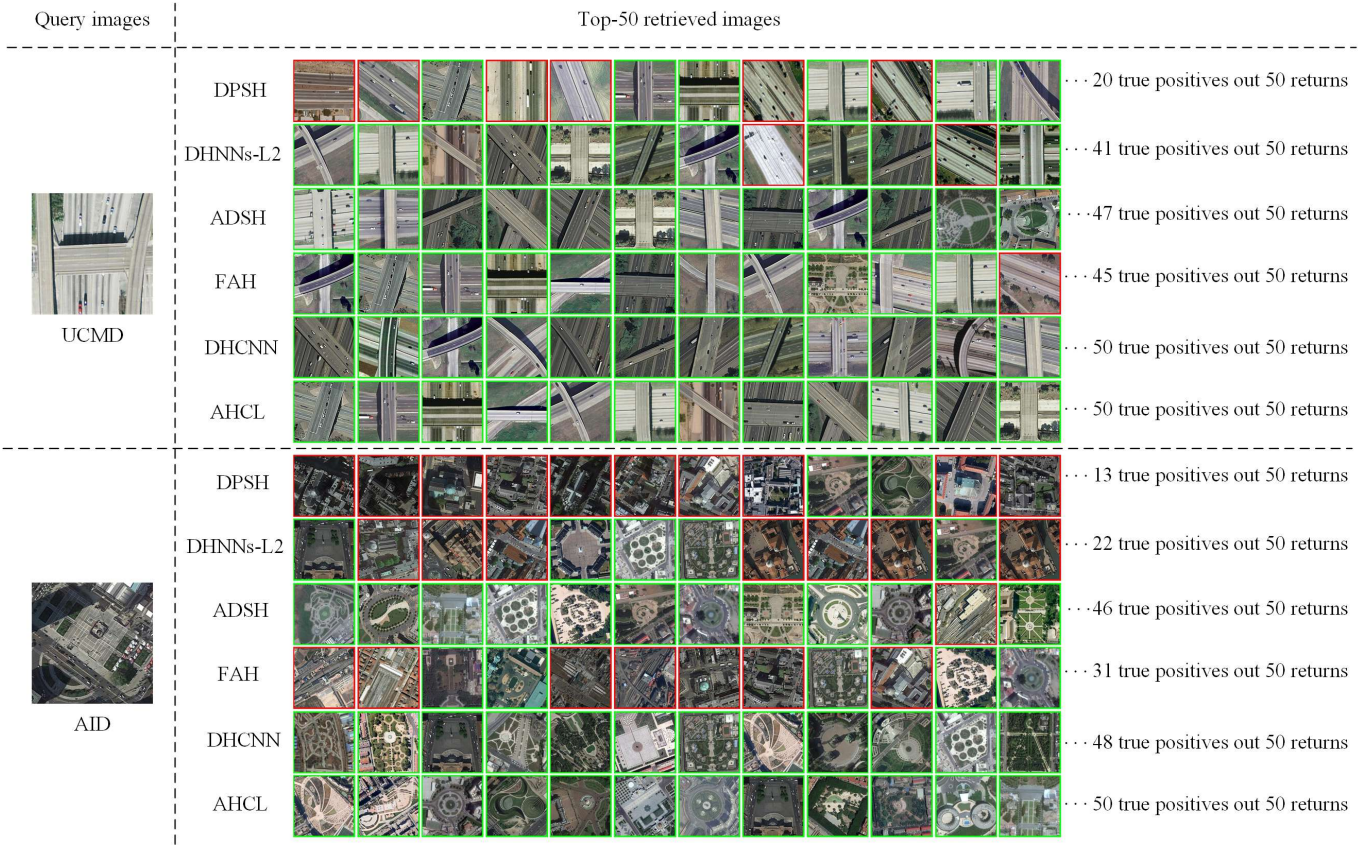 Query images
Top-50 retrieved images
DPSH
··· 20 true positives out 50 returns
DHNNs-L2
··· 41 true positives out 50 returns
ADSH
··· 47 true positives out 50 returns
FAH
··· 45 true positives out 50 returns
UCMD
DHCNN
··· 50 true positives out 50 returns
AHCL
··· 50 true positives out 50 returns
DPSH
··· 13 true positives out 50 returns
DHNNs-L2
··· 22 true positives out 50 returns
ADSH
··· 46 true positives out 50 returns
FAH
··· 31 true positives out 50 returns
AID
DHCNN
··· 48 true positives out 50 returns
AHCL
··· 50 true positives out 50 returns